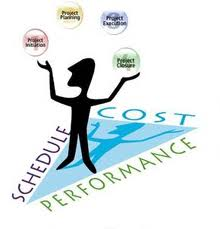 Project
Planning
Project
Execution
Project
Initiation
Project
Closure
SCHEDULE
COST
PERFORMANCE